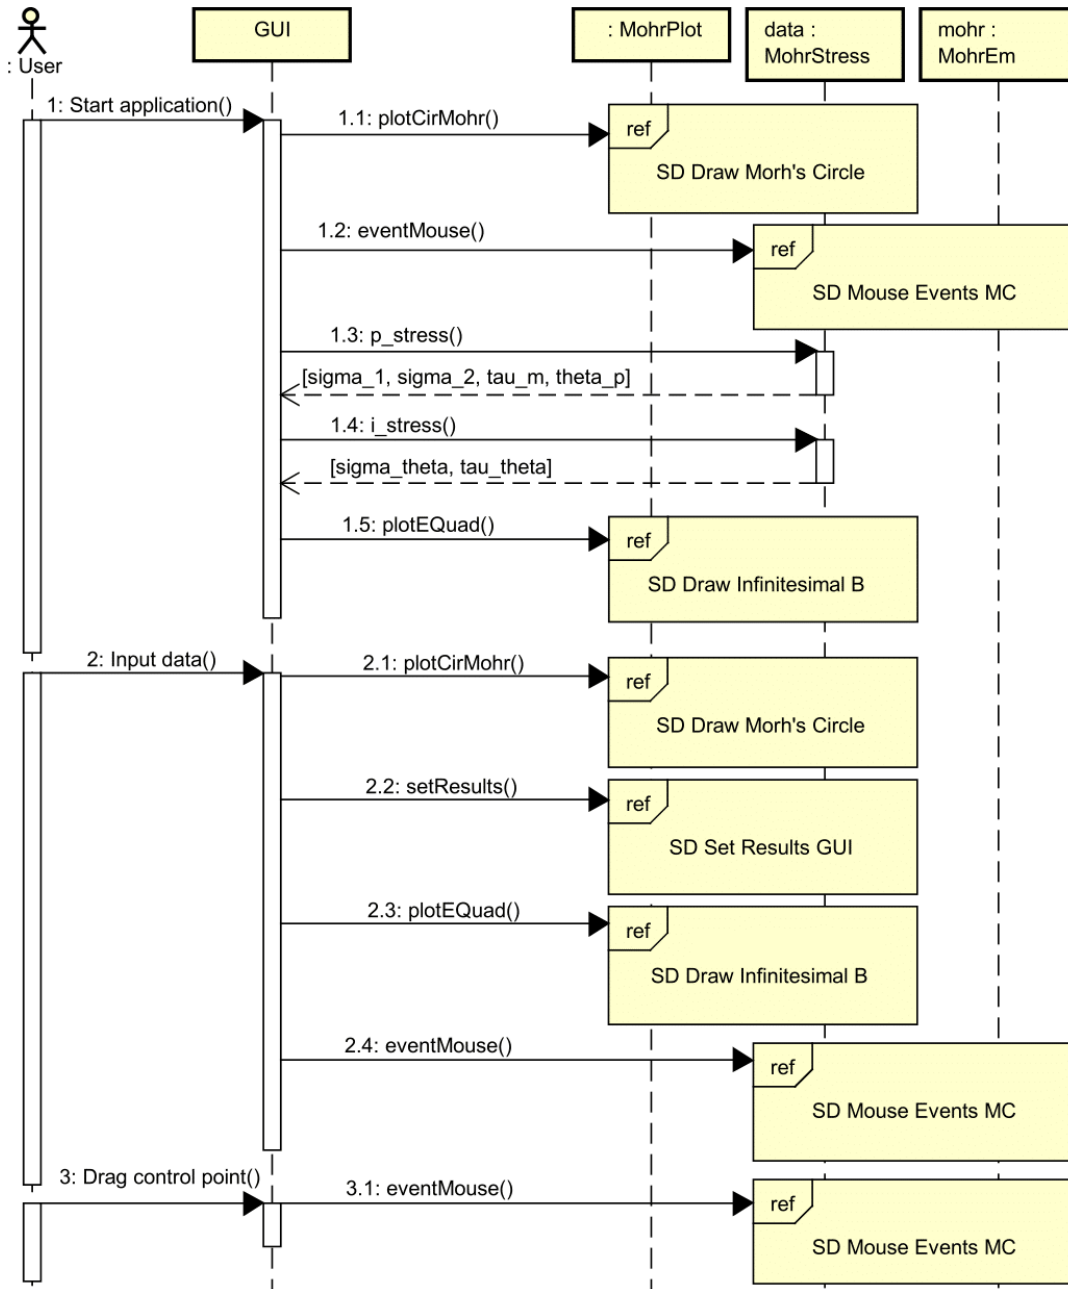 : User
GUI
: MohrPlot
data :
MohrStress
mohr :
MohrEm
1: Start application()
1.1: plotCirMohr()
ref
SD Draw Morh's Circle
1.2: eventMouse()
ref
SD Mouse Events MC
1.3: p_stress()
[sigma_1, sigma_2, tau_m, theta_p]
1.4: i_stress()
[sigma_theta, tau_theta]
1.5: plotEQuad()
ref
SD Draw Infinitesimal B
2: Input data()
2.1: plotCirMohr()
ref
SD Draw Morh's Circle
2.2: setResults()
ref
SD Set Results GUI
2.3: plotEQuad()
ref
SD Draw Infinitesimal B
2.4: eventMouse()
ref
SD Mouse Events MC
3: Drag control point()
3.1: eventMouse()
ref
SD Mouse Events MC